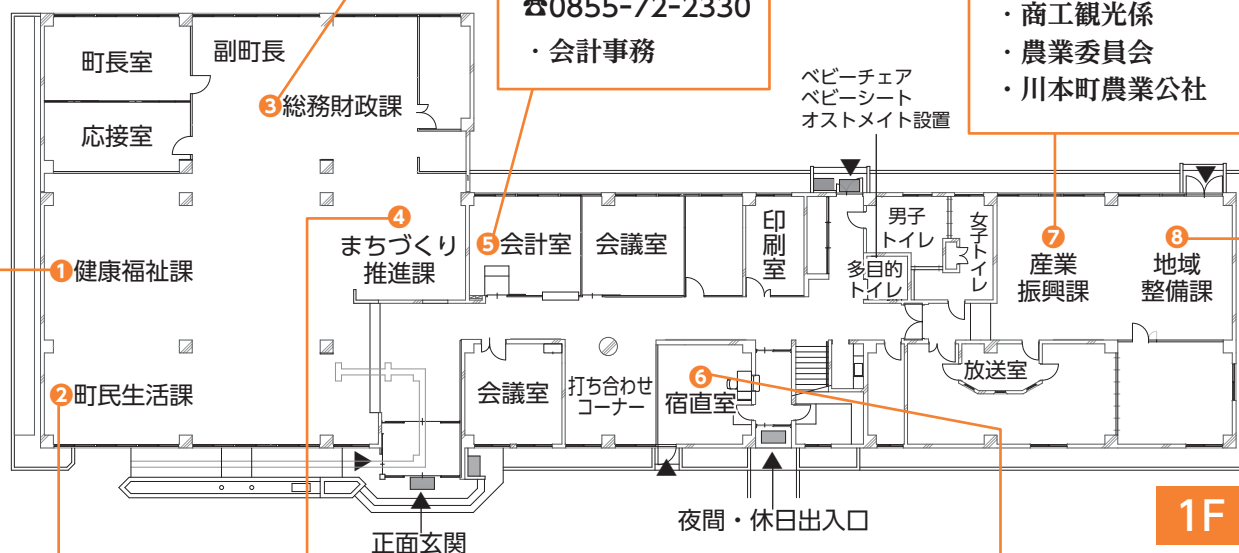 ☎0855-72-2330
・会計事務
・商工観光係
・農業委員会
・川本町農業公社
町長室
副町長
応接室
❸総務財政課
ベビーチェア
ベビーシート
オストメイト設置
❹
まちづくり
推進課
❺会計室
会議室
印刷室
男子
トイレ
女子トイレ
多目的
トイレ
❼
産業
振興課
❽
地域
整備課
❶健康福祉課
❷町民生活課
会議室
打ち合わせ
コーナー
❻
宿直室
放送室
正面玄関
夜間・休日出入口
1F